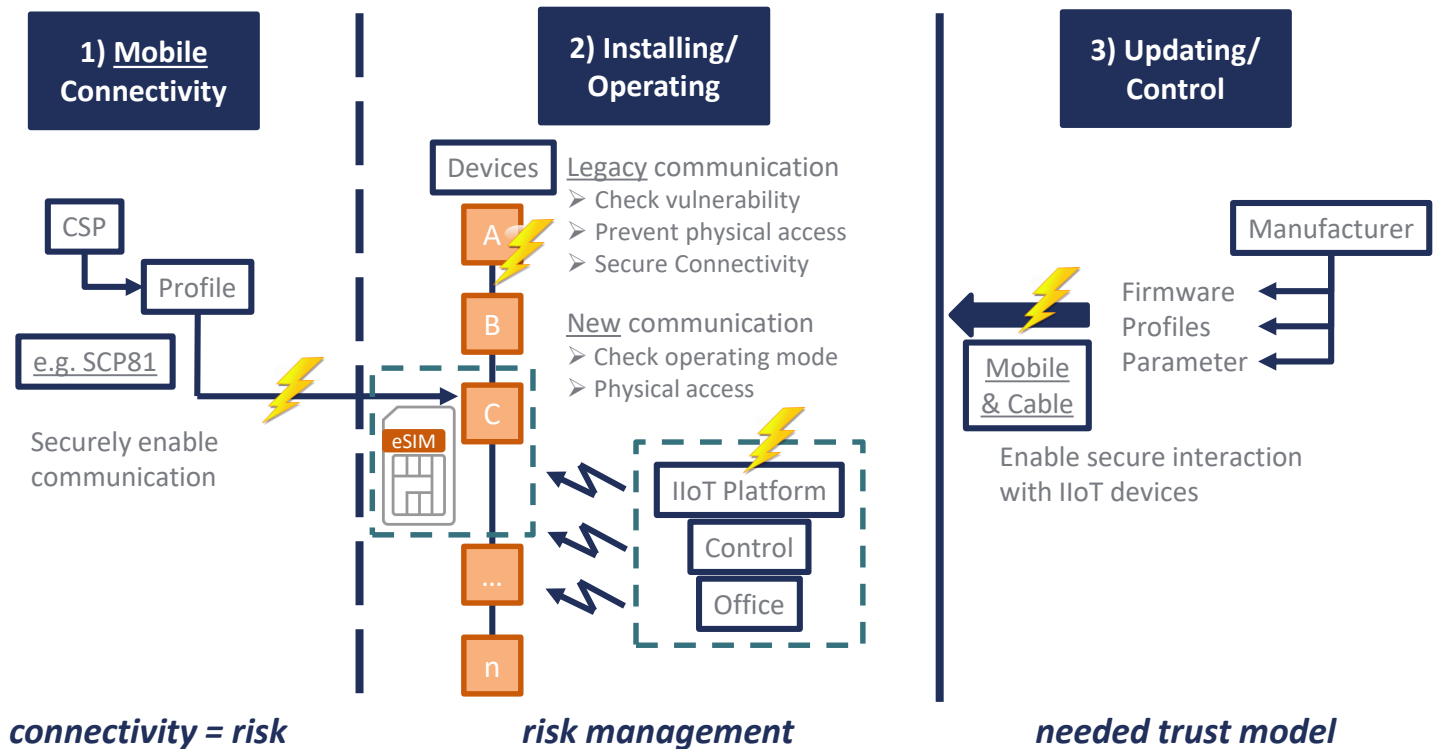 1) Mobile
Connectivity
CSP
Profile
e.g. SCP81
Securely enable
communication
connectivity = risk
2) Installing/
Operating
Devices
A
B
C
eSIM
...
n
Legacy communication
➢ Check vulnerability
➢ Prevent physical access
➢ Secure Connectivity
New communication
➢ Check operating mode
➢ Physical access
IIoT Platform
Control
Office
risk management
3) Updating/
Control
Manufacturer
Firmware
Profiles
Parameter
Mobile
& Cable
Enable secure interaction
with IIoT devices
needed trust model